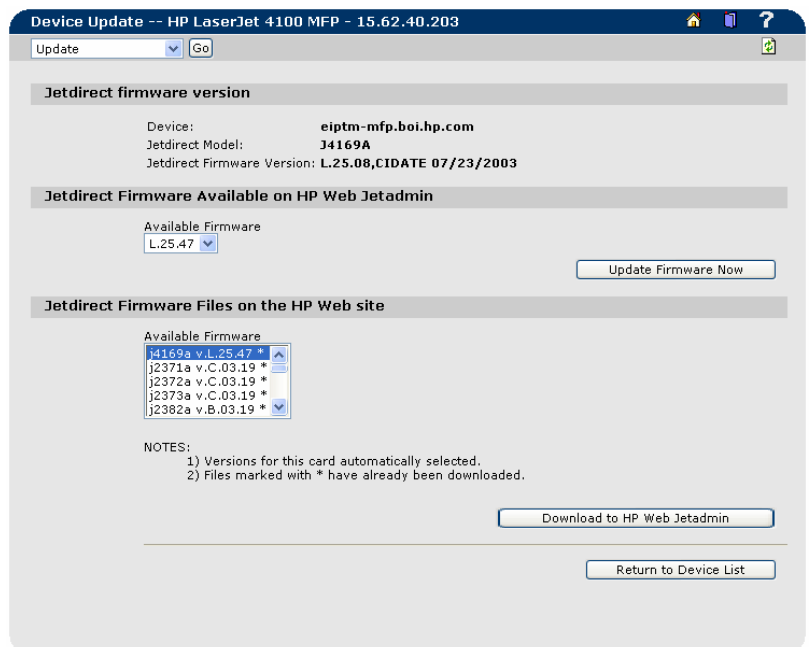 Device Update -- HP LaserJet 4100 MFP - 15.62.40.203
?
Update
Go
Jetdirect firmware version
Device: eiptm-mfp.boi.hp.com
Jetdirect Model: J4169A
Jetdirect Firmware Version: L.25.08,CIDATE 07/23/2003
Jetdirect Firmware Available on HP Web Jetadmin
Available Firmware
L.25.47
Update Firmware Now
Jetdirect Firmware Files on the HP Web site
Available Firmware
j4169a v.L.25.47 *
j2371a v.C.03.19 *
j2372a v.C.03.19 *
j2373a v.C.03.19 *
j2382a v.B.03.19 *
NOTES:
1) Versions for this card automatically selected.
2) Files marked with * have already been downloaded.
Download to HP Web Jetadmin
Return to Device List